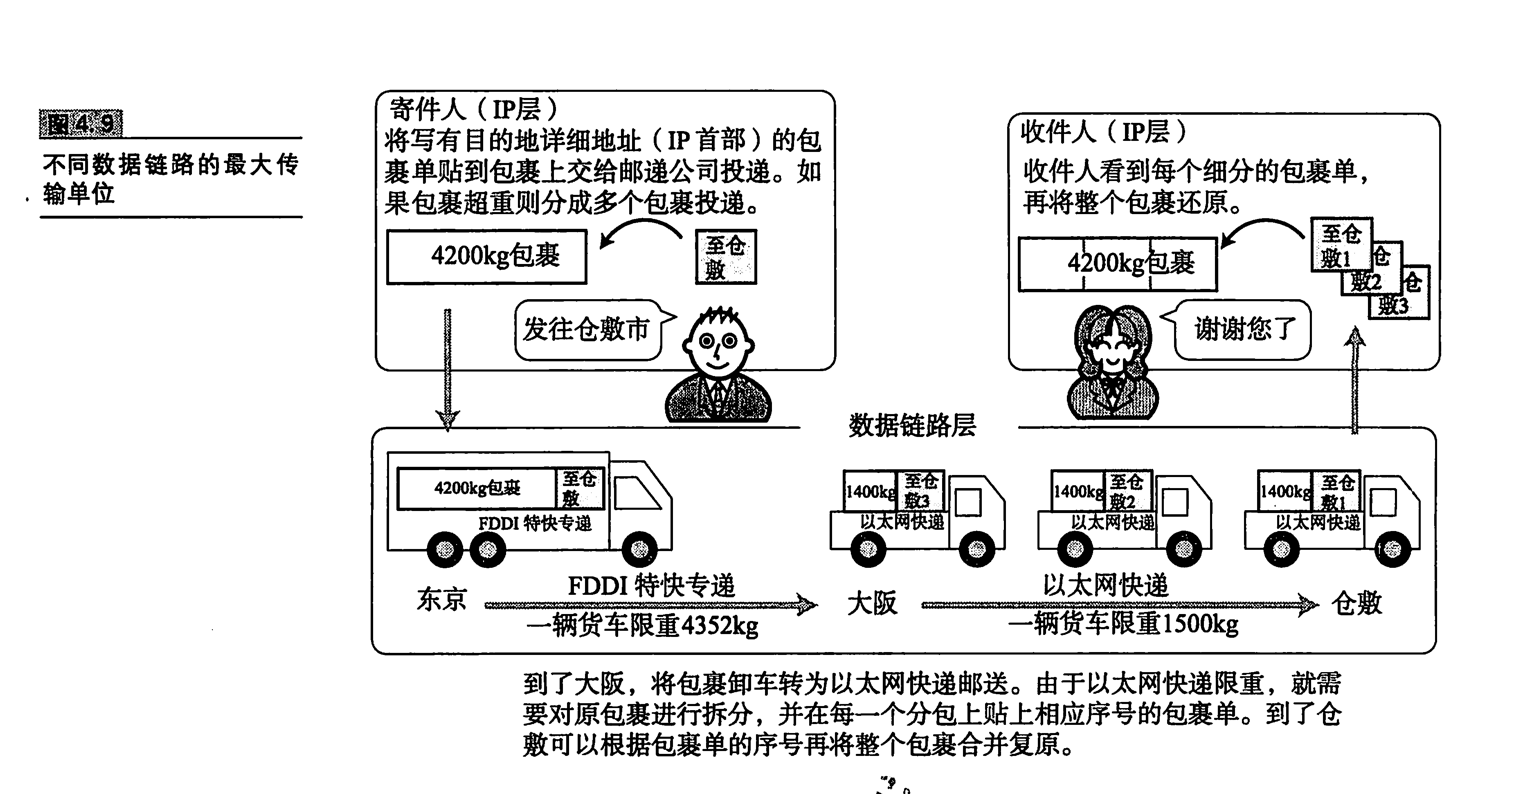 图4.9
不同数据链路的最大传
输单位
寄件人（IP层）
将写有目的地详细地址（IP首部）的包
裹单贴到包裹上交给邮递公司投递。如
果包裹超重则分成多个包裹投递。
4200kg包裹
至仓
敷
发往仓敷市
收件人（IP层）
收件人看到每个细分的包裹单，
再将整个包裹还原。
4200kg包裹
至仓
敷1
仓
敷2
仓
敷3
谢谢您了
数据链路层
4200kg包裹
至仓
敷
FDDI 特快专递
1400kg
至仓
敷3
以太网快递
1400kg
至仓
敷2
以太网快递
1400kg
至仓
敷1
以太网快递
东京
FDDI 特快专递
一辆货车限重4352kg
大阪
以太网快递
一辆货车限重1500kg
仓敷
到了大阪，将包裹卸车转为以太网快递邮送。由于以太网快递限重，就需
要对原包裹进行拆分，并在每一个分包上贴上相应序号的包裹单。到了仓
敷可以根据包裹单的序号再将整个包裹合并复原。